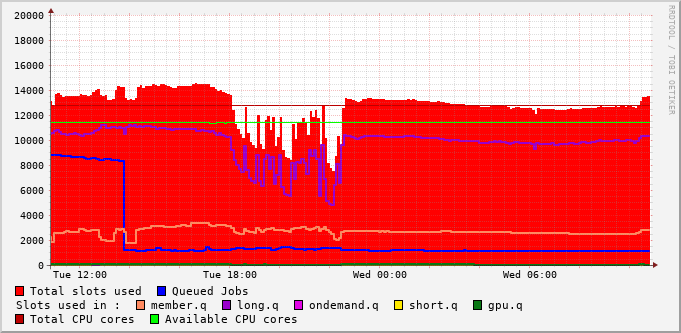 RRDTOOL / TOBI OETIKER
20000
18000
16000
14000
12000
10000
8000
6000
4000
2000
0
Tue 12:00 Tue 18:00 Wed 00:00 Wed 06:00
Total slots used Queued Jobs
Slots used in : member.q long.q ondemand.q short.q gpu.q
Total CPU cores Available CPU cores